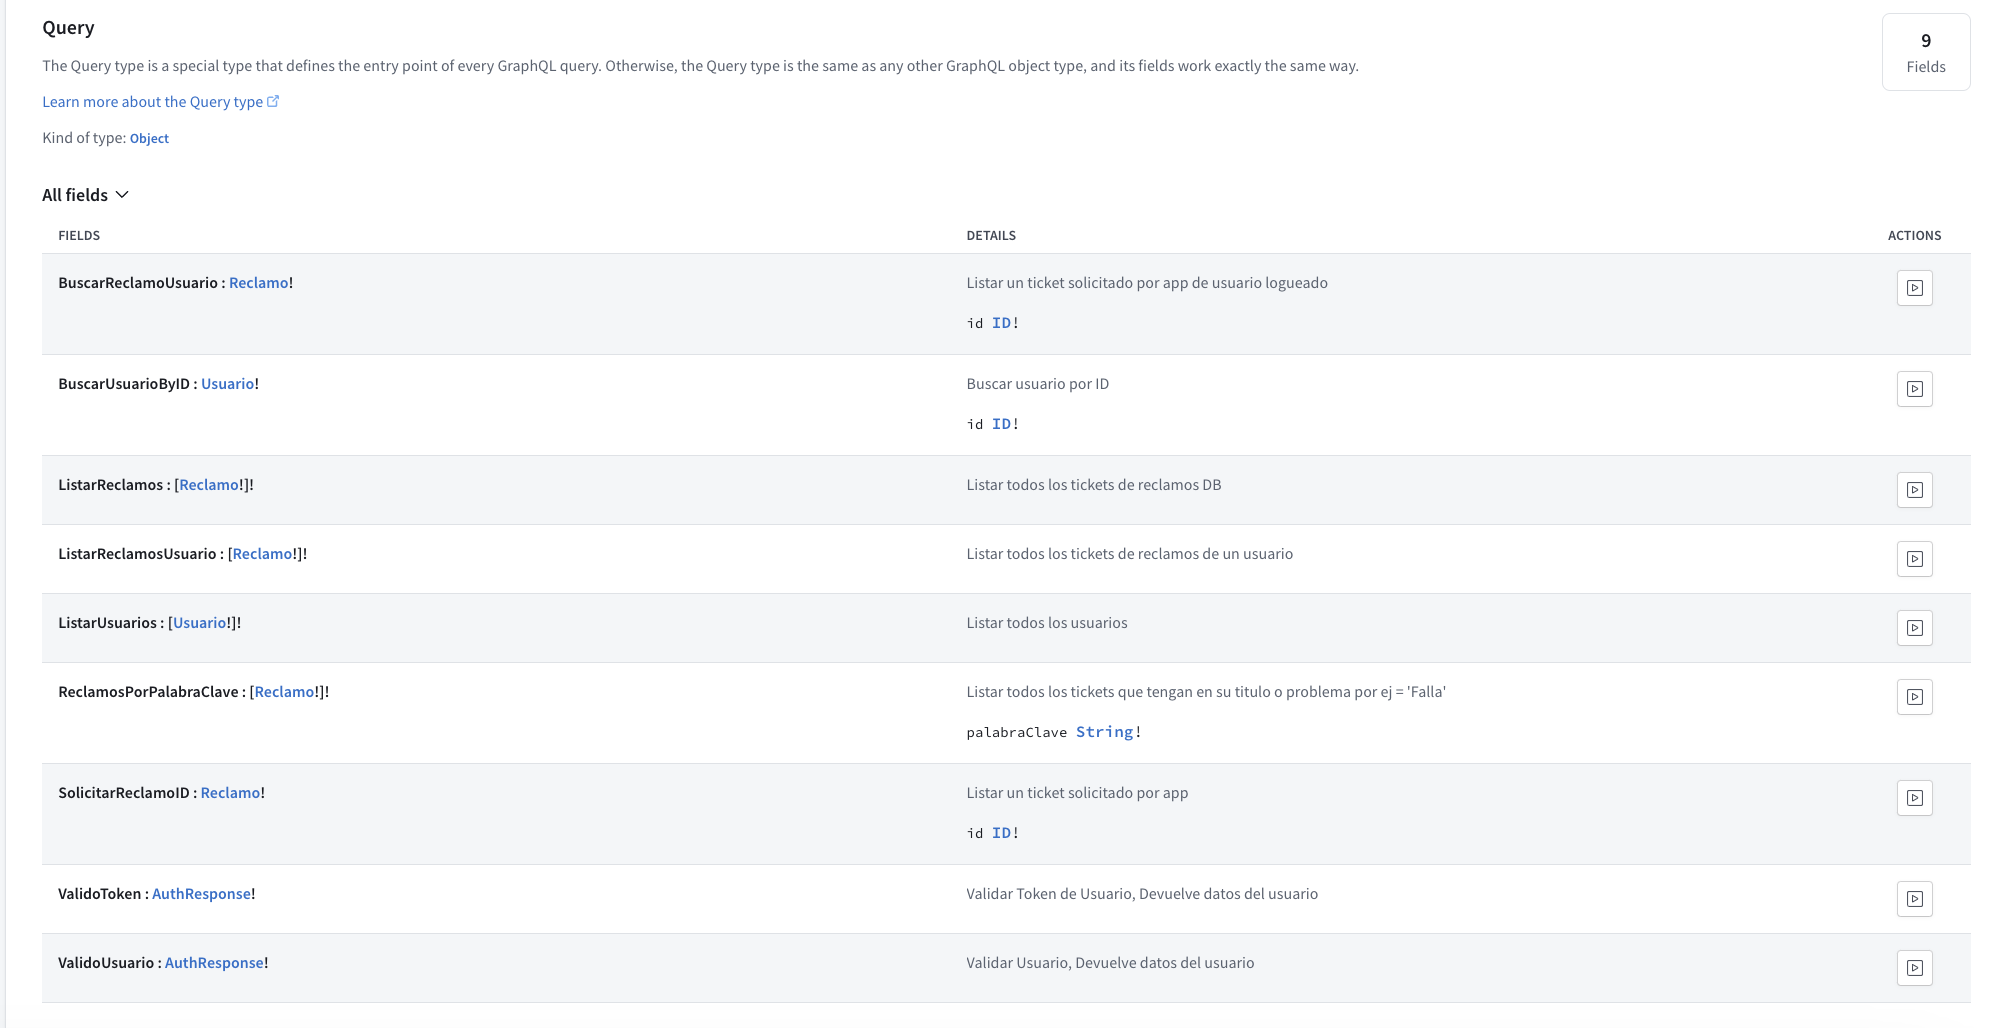 Query
9
Fields
The Query type is a special type that defines the entry point of every GraphQL query. Otherwise, the Query type is the same as any other GraphQL object type, and its fields work exactly the same way.
Learn more about the Query type
Kind of type: Object
All fields
FIELDS DETAILS ACTIONS
BuscarReclamoUsuario : Reclamo! Listar un ticket solicitado por app de usuario logueado
id ID!
BuscarUsuarioByID : Usuario! Buscar usuario por ID
id ID!
ListarReclamos : [Reclamo!]! Listar todos los tickets de reclamos DB
ListarReclamosUsuario : [Reclamo!]! Listar todos los tickets de reclamos de un usuario
ListarUsuarios : [Usuario!]! Listar todos los usuarios
ReclamosPorPalabraClave : [Reclamo!]! Listar todos los tickets que tengan en su titulo o problema por ej = 'Falla'
palabraClave String!
SolicitarReclamoID : Reclamo! Listar un ticket solicitado por app
id ID!
ValidoToken : AuthResponse! Validar Token de Usuario, Devuelve datos del usuario
ValidoUsuario : AuthResponse! Validar Usuario, Devuelve datos del usuario